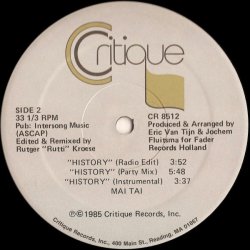 Critique
SIDE 2
33 1/3 RPM
Pub: Intersong Music
(ASCAP)
Edited & Remixed by
Rutger "Rutti" Kroese
CR 8512
Produced & Arranged by
Eric Van Tijn & Jochem
Fluitsma for Fader
Records Holland
"HISTORY" (Radio Edit) 3:52
"HISTORY" (Party Mix) 5:48
"HISTORY" (Instrumental) 3:37
MAI TAI
℗©1985 Critique Records, Inc.
Critique Records, Inc., 400 Main St., Reading, MA 01867